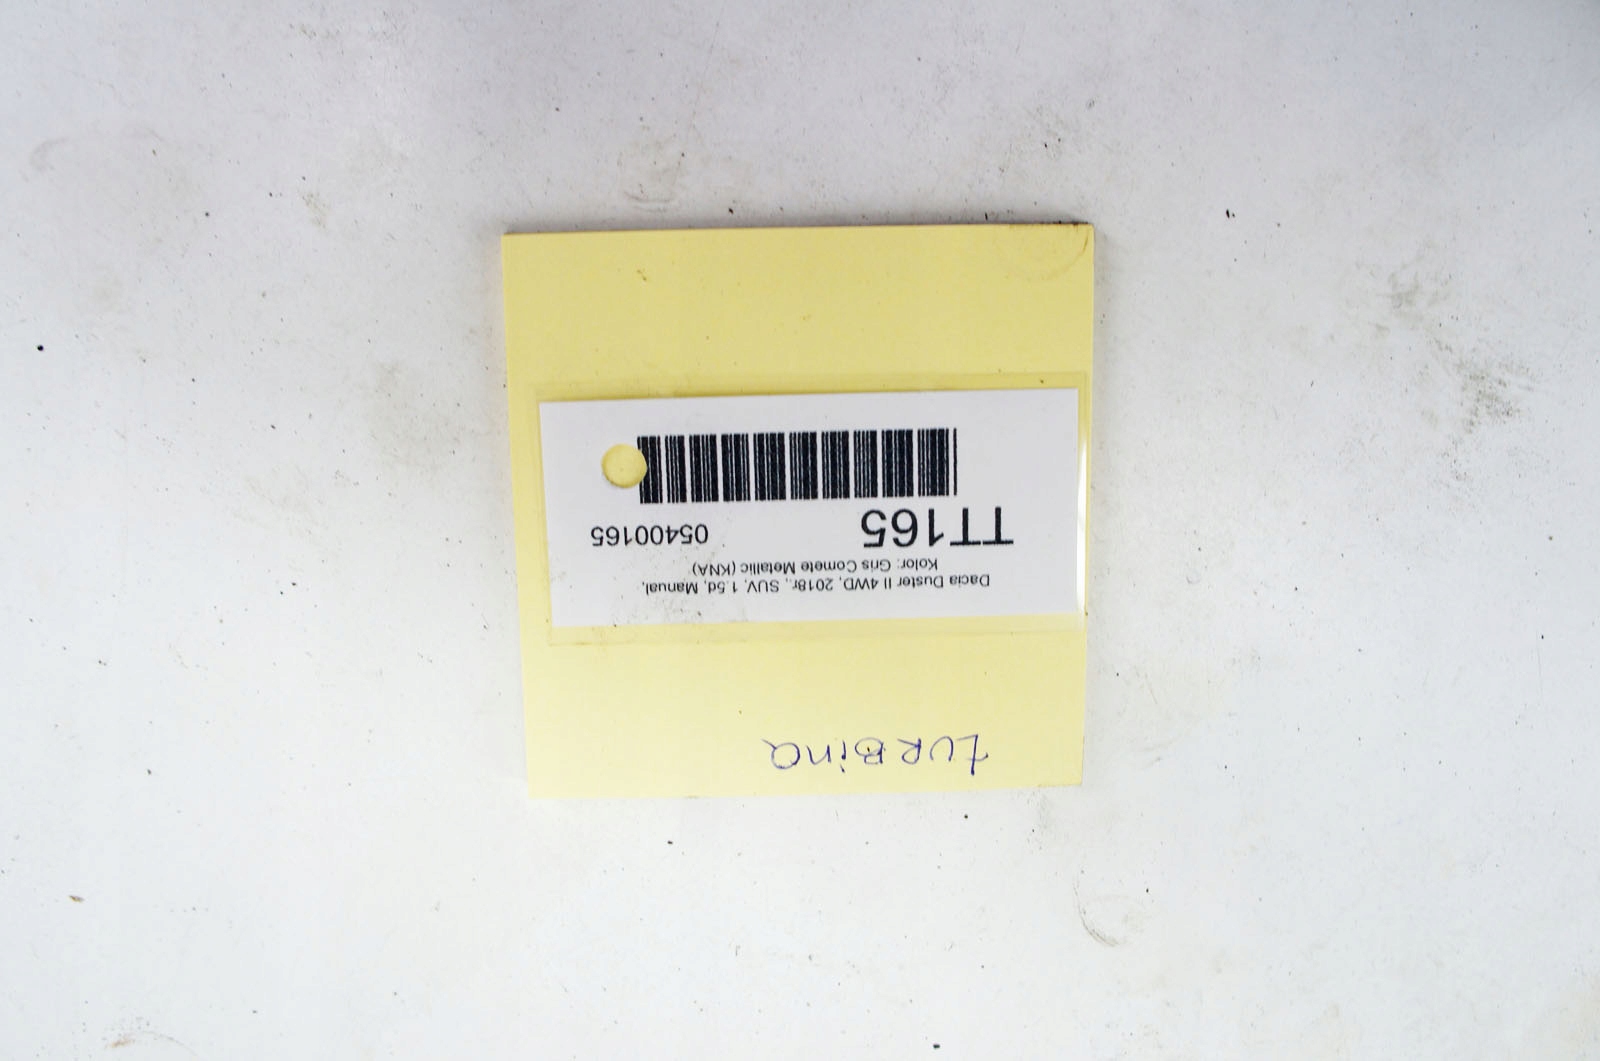 tURBina
Dacia Duster II 4WD, 2018r., SUV, 1.5d, Manual,
Kolor: Gris Comete Metallic (KNA)
TT165 05400165